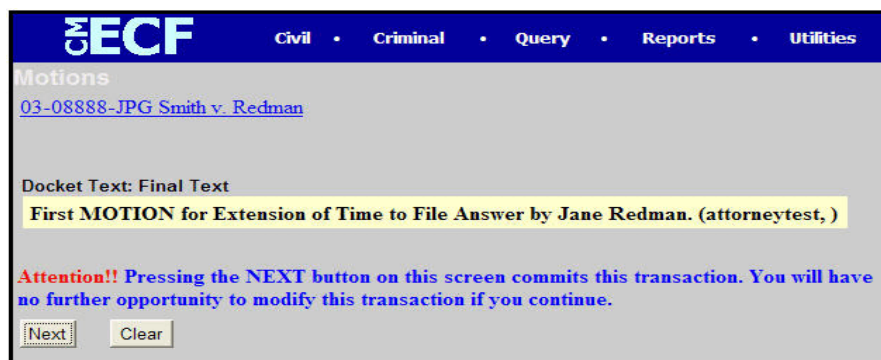 CM ECF Civil • Criminal • Query • Reports • Utilities
Motions
03-08888-JPG Smith v. Redman
Docket Text: Final Text
First MOTION for Extension of Time to File Answer by Jane Redman. (attorneytest, )
Attention!! Pressing the NEXT button on this screen commits this transaction. You will have
no further opportunity to modify this transaction if you continue.
Next Clear